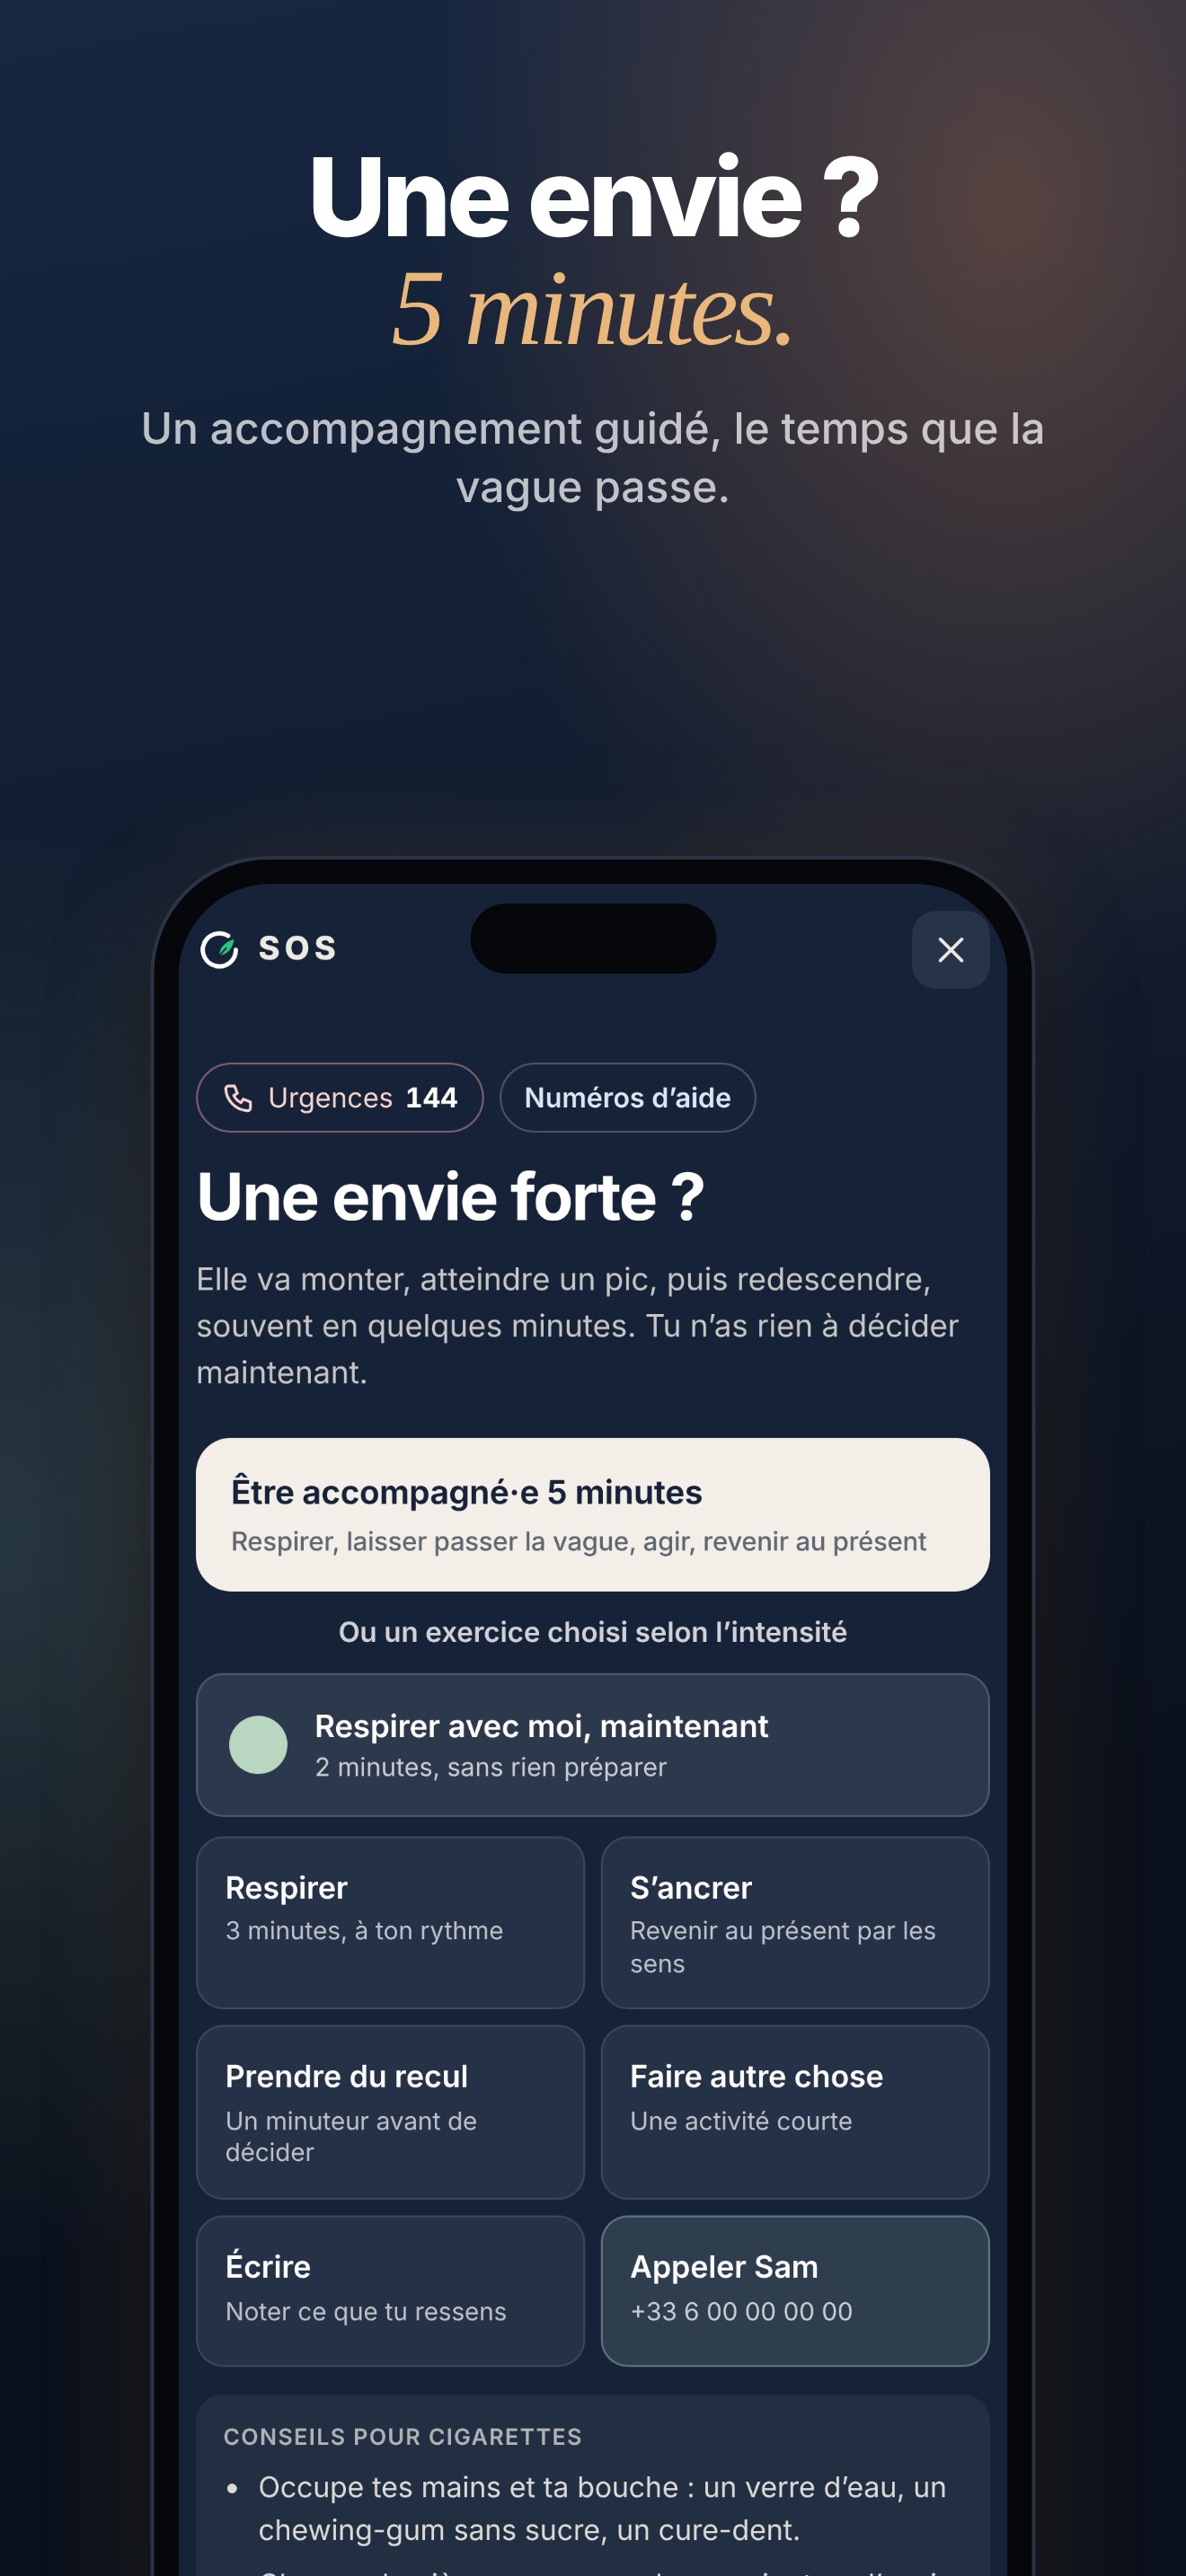 Une envie ?
5 minutes.
Un accompagnement guidé, le temps que la
vague passe.
SOS
Urgences 144
Numéros d’aide
Une envie forte ?
Elle va monter, atteindre un pic, puis redescendre,
souvent en quelques minutes. Tu n’as rien à décider
maintenant.
Être accompagné·e 5 minutes
Respirer, laisser passer la vague, agir, revenir au présent
Ou un exercice choisi selon l’intensité
Respirer avec moi, maintenant
2 minutes, sans rien préparer
Respirer
3 minutes, à ton rythme
S’ancrer
Revenir au présent par les
sens
Prendre du recul
Un minuteur avant de
décider
Faire autre chose
Une activité courte
Écrire
Noter ce que tu ressens
Appeler Sam
+33 6 00 00 00 00
CONSEILS POUR CIGARETTES
• Occupe tes mains et ta bouche : un verre d’eau, un
chewing-gum sans sucre, un cure-dent.